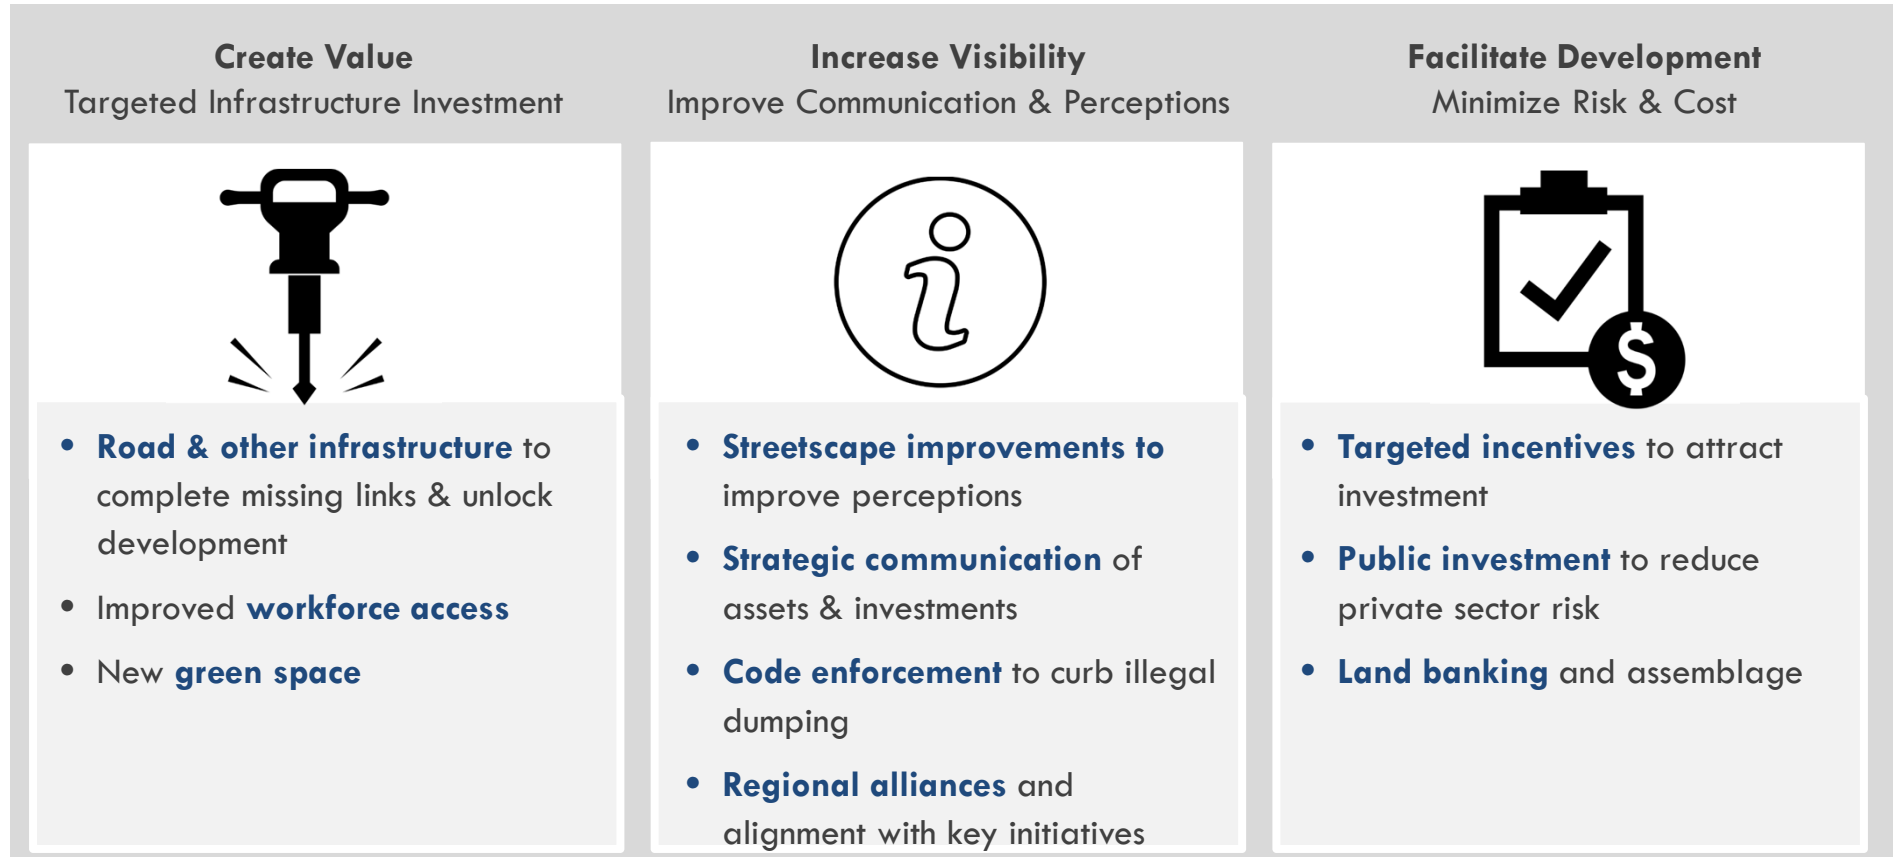 Create Value
Targeted Infrastructure Investment
• Road & other infrastructure to
complete missing links & unlock
development
• Improved workforce access
• New green space
Increase Visibility
Improve Communication & Perceptions
• Streetscape improvements to
improve perceptions
• Strategic communication of
assets & investments
• Code enforcement to curb illegal
dumping
• Regional alliances and
alignment with key initiatives
Facilitate Development
Minimize Risk & Cost
$
• Targeted incentives to attract
investment
• Public investment to reduce
private sector risk
• Land banking and assemblage